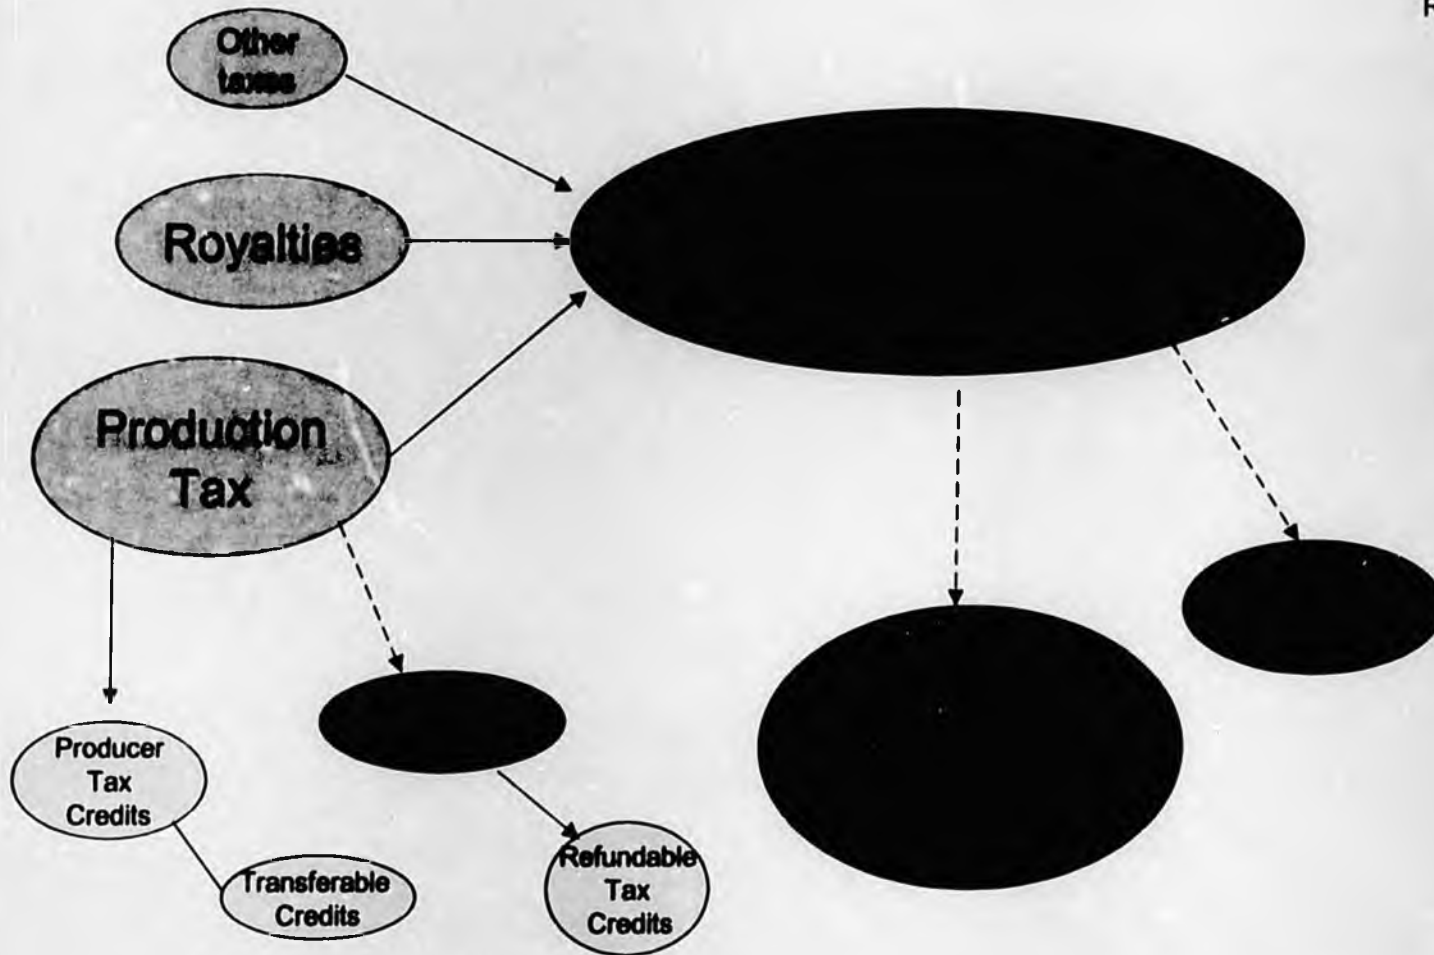 R
Other
taxes
Royalties
Production
Tax
Producer
Tax
Credits
Transferable
Credits
Refundable
Tax
Credits